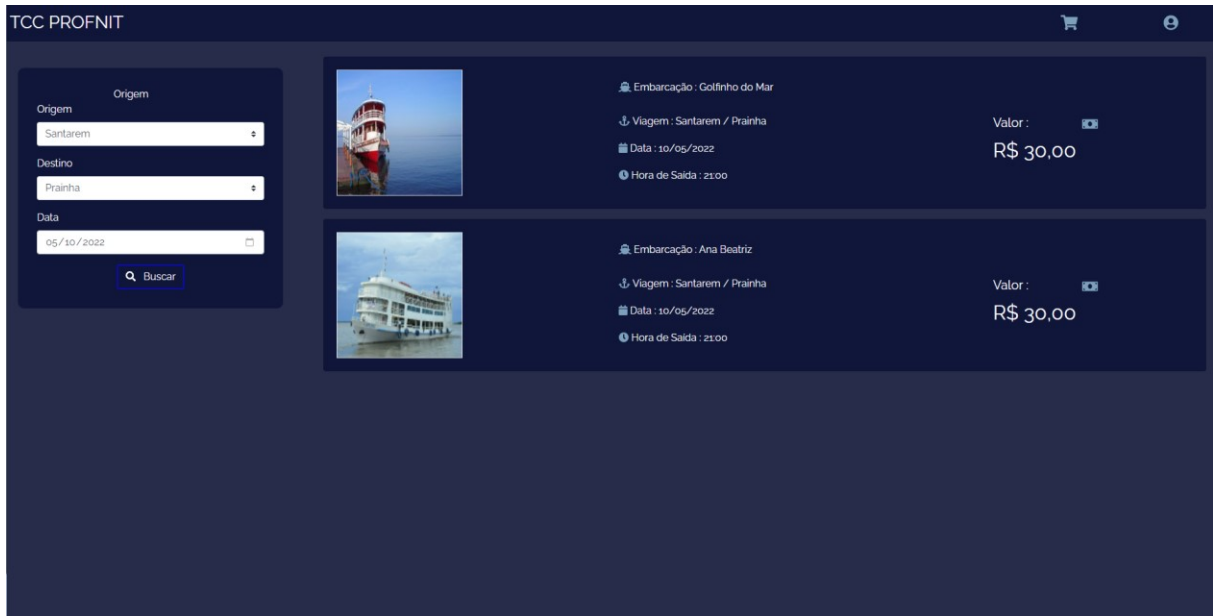 TCC PROFNIT
Origem
Origem
Santarem
Destino
Prainha
Data
05/10/2022
Buscar
Embarcação : Golfinho do Mar
Viagem : Santarem / Prainha
Data : 10/05/2022
Hora de Saída : 21:00
Valor :
R$ 30,00
Embarcação : Ana Beatriz
Viagem : Santarem / Prainha
Data : 10/05/2022
Hora de Saída : 21:00
Valor :
R$ 30,00